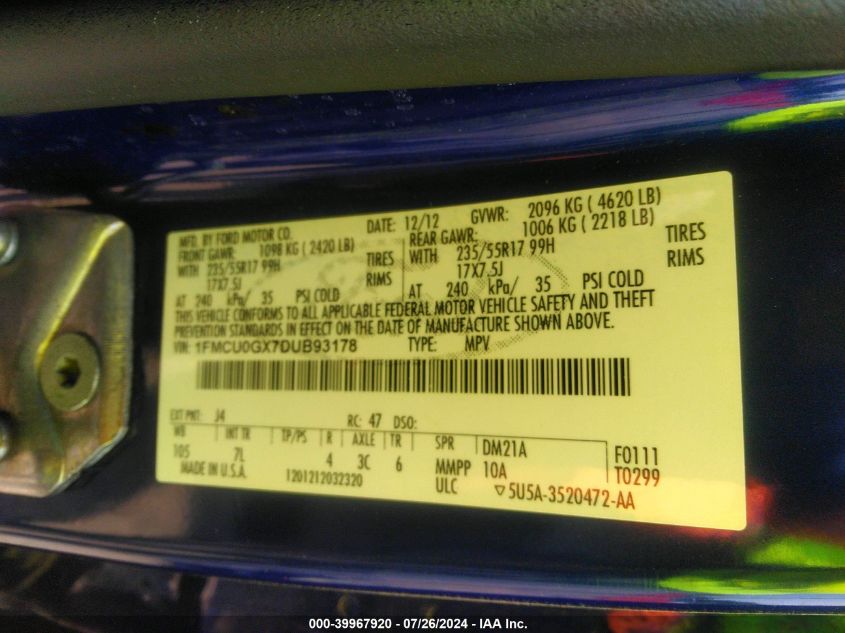 MFD. BY FORD MOTOR CO. DATE: 12/12 GVWR: 2096 KG ( 4620 LB)
FRONT GAWR: 1098 KG ( 2420 LB) REAR GAWR: 1006 KG ( 2218 LB)
WITH 235/55R17 99H TIRES WITH 235/55R17 99H TIRES
17X7.5J RIMS 17X7.5J RIMS
AT 240 kPa/ 35 PSI COLD AT 240 kPa/ 35 PSI COLD
THIS VEHICLE CONFORMS TO ALL APPLICABLE FEDERAL MOTOR VEHICLE SAFETY AND THEFT
PREVENTION STANDARDS IN EFFECT ON THE DATE OF MANUFACTURE SHOWN ABOVE.
VIN: 1FMCU0GX7DUB93178 TYPE: MPV
EXT PNT: J4 RC: 47 DSO:
WB INT TR TP/PS R AXLE TR SPR DM21A F0111
105 7L 4 3C 6 MMPP 10A T0299
MADE IN U.S.A. 1201212032320 ULC ▽5U5A-3520472-AA
000-39967920 - 07/26/2024 - IAA Inc.